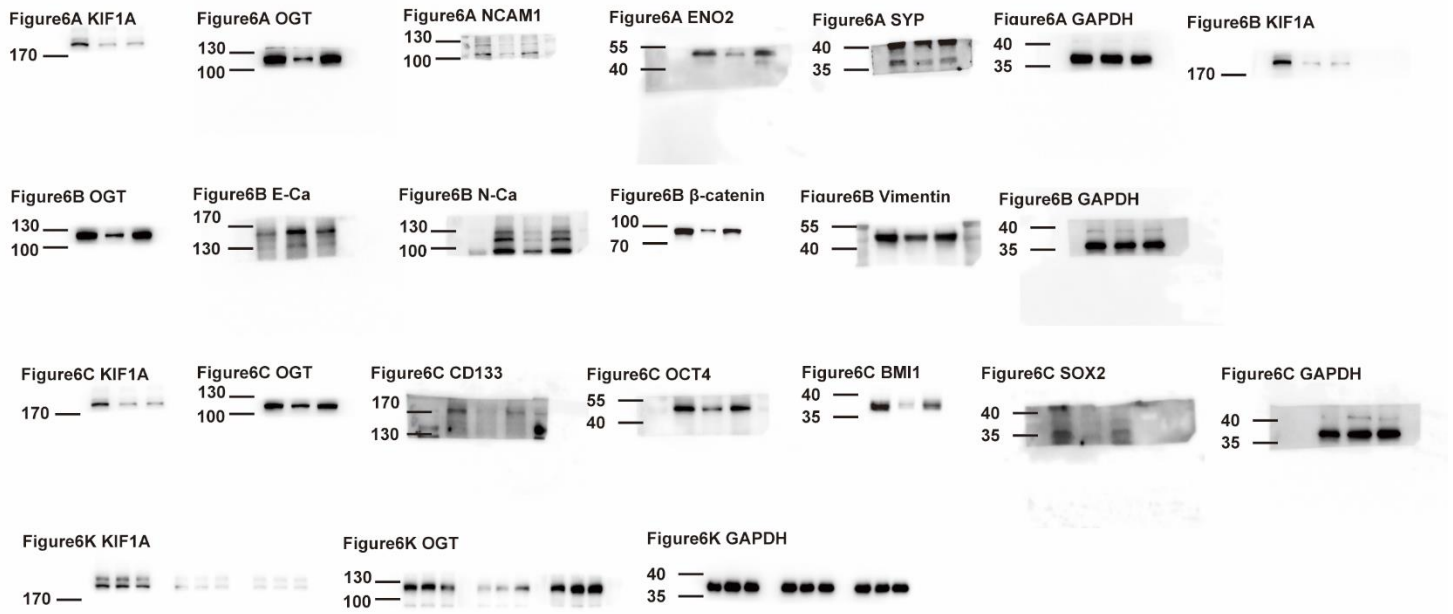 Figure6A KIF1A
170
Figure6A OGT
130
100
Figure6A NCAM1
130
100
Figure6A ENO2
55
40
Figure6A SYP
40
35
Fiaure6A GAPDH
40
35
Figure6B KIF1A
170
Figure6B OGT
130
100
Figure6B E-Ca
170
130
Figure6B N-Ca
130
100
Figure6B β-catenin
100
70
Fiaure6B Vimentin
55
40
Figure6B GAPDH
40
35
Figure6C KIF1A
170
Figure6C OGT
130
100
Figure6C CD133
170
130
Figure6C OCT4
55
40
Figure6C BMI1
40
35
Figure6C SOX2
40
35
Figure6C GAPDH
40
35
Figure6K KIF1A
170
Figure6K OGT
130
100
Figure6K GAPDH
40
35